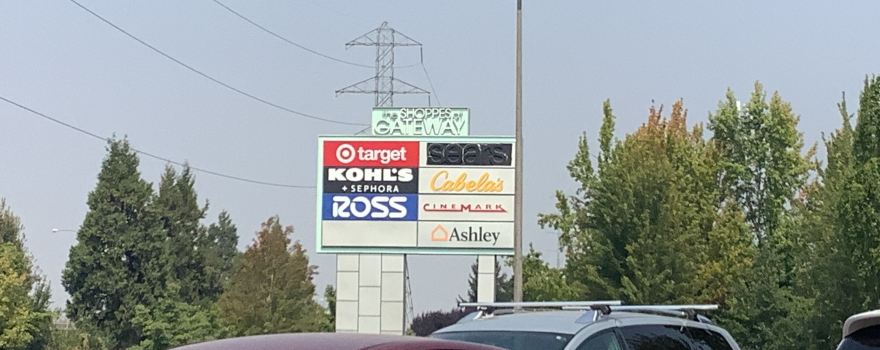 the SHOPPES at
GATEWAY
target
sears
KOHL'S
+ SEPHORA
Cabela's
ROSS
CINEMARK
Ashley